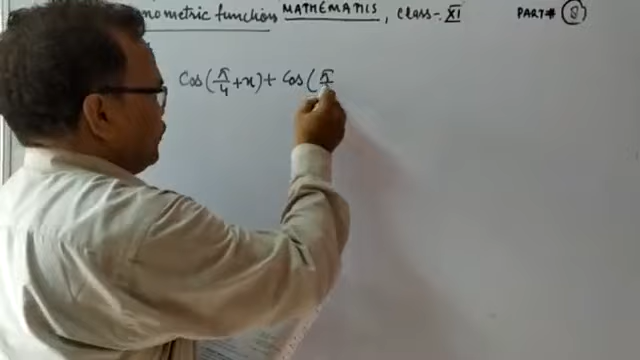 nometric functions MATHEMATICS, CLASS-XI PART# 8
Cos(π/4+x)+ Cos(π